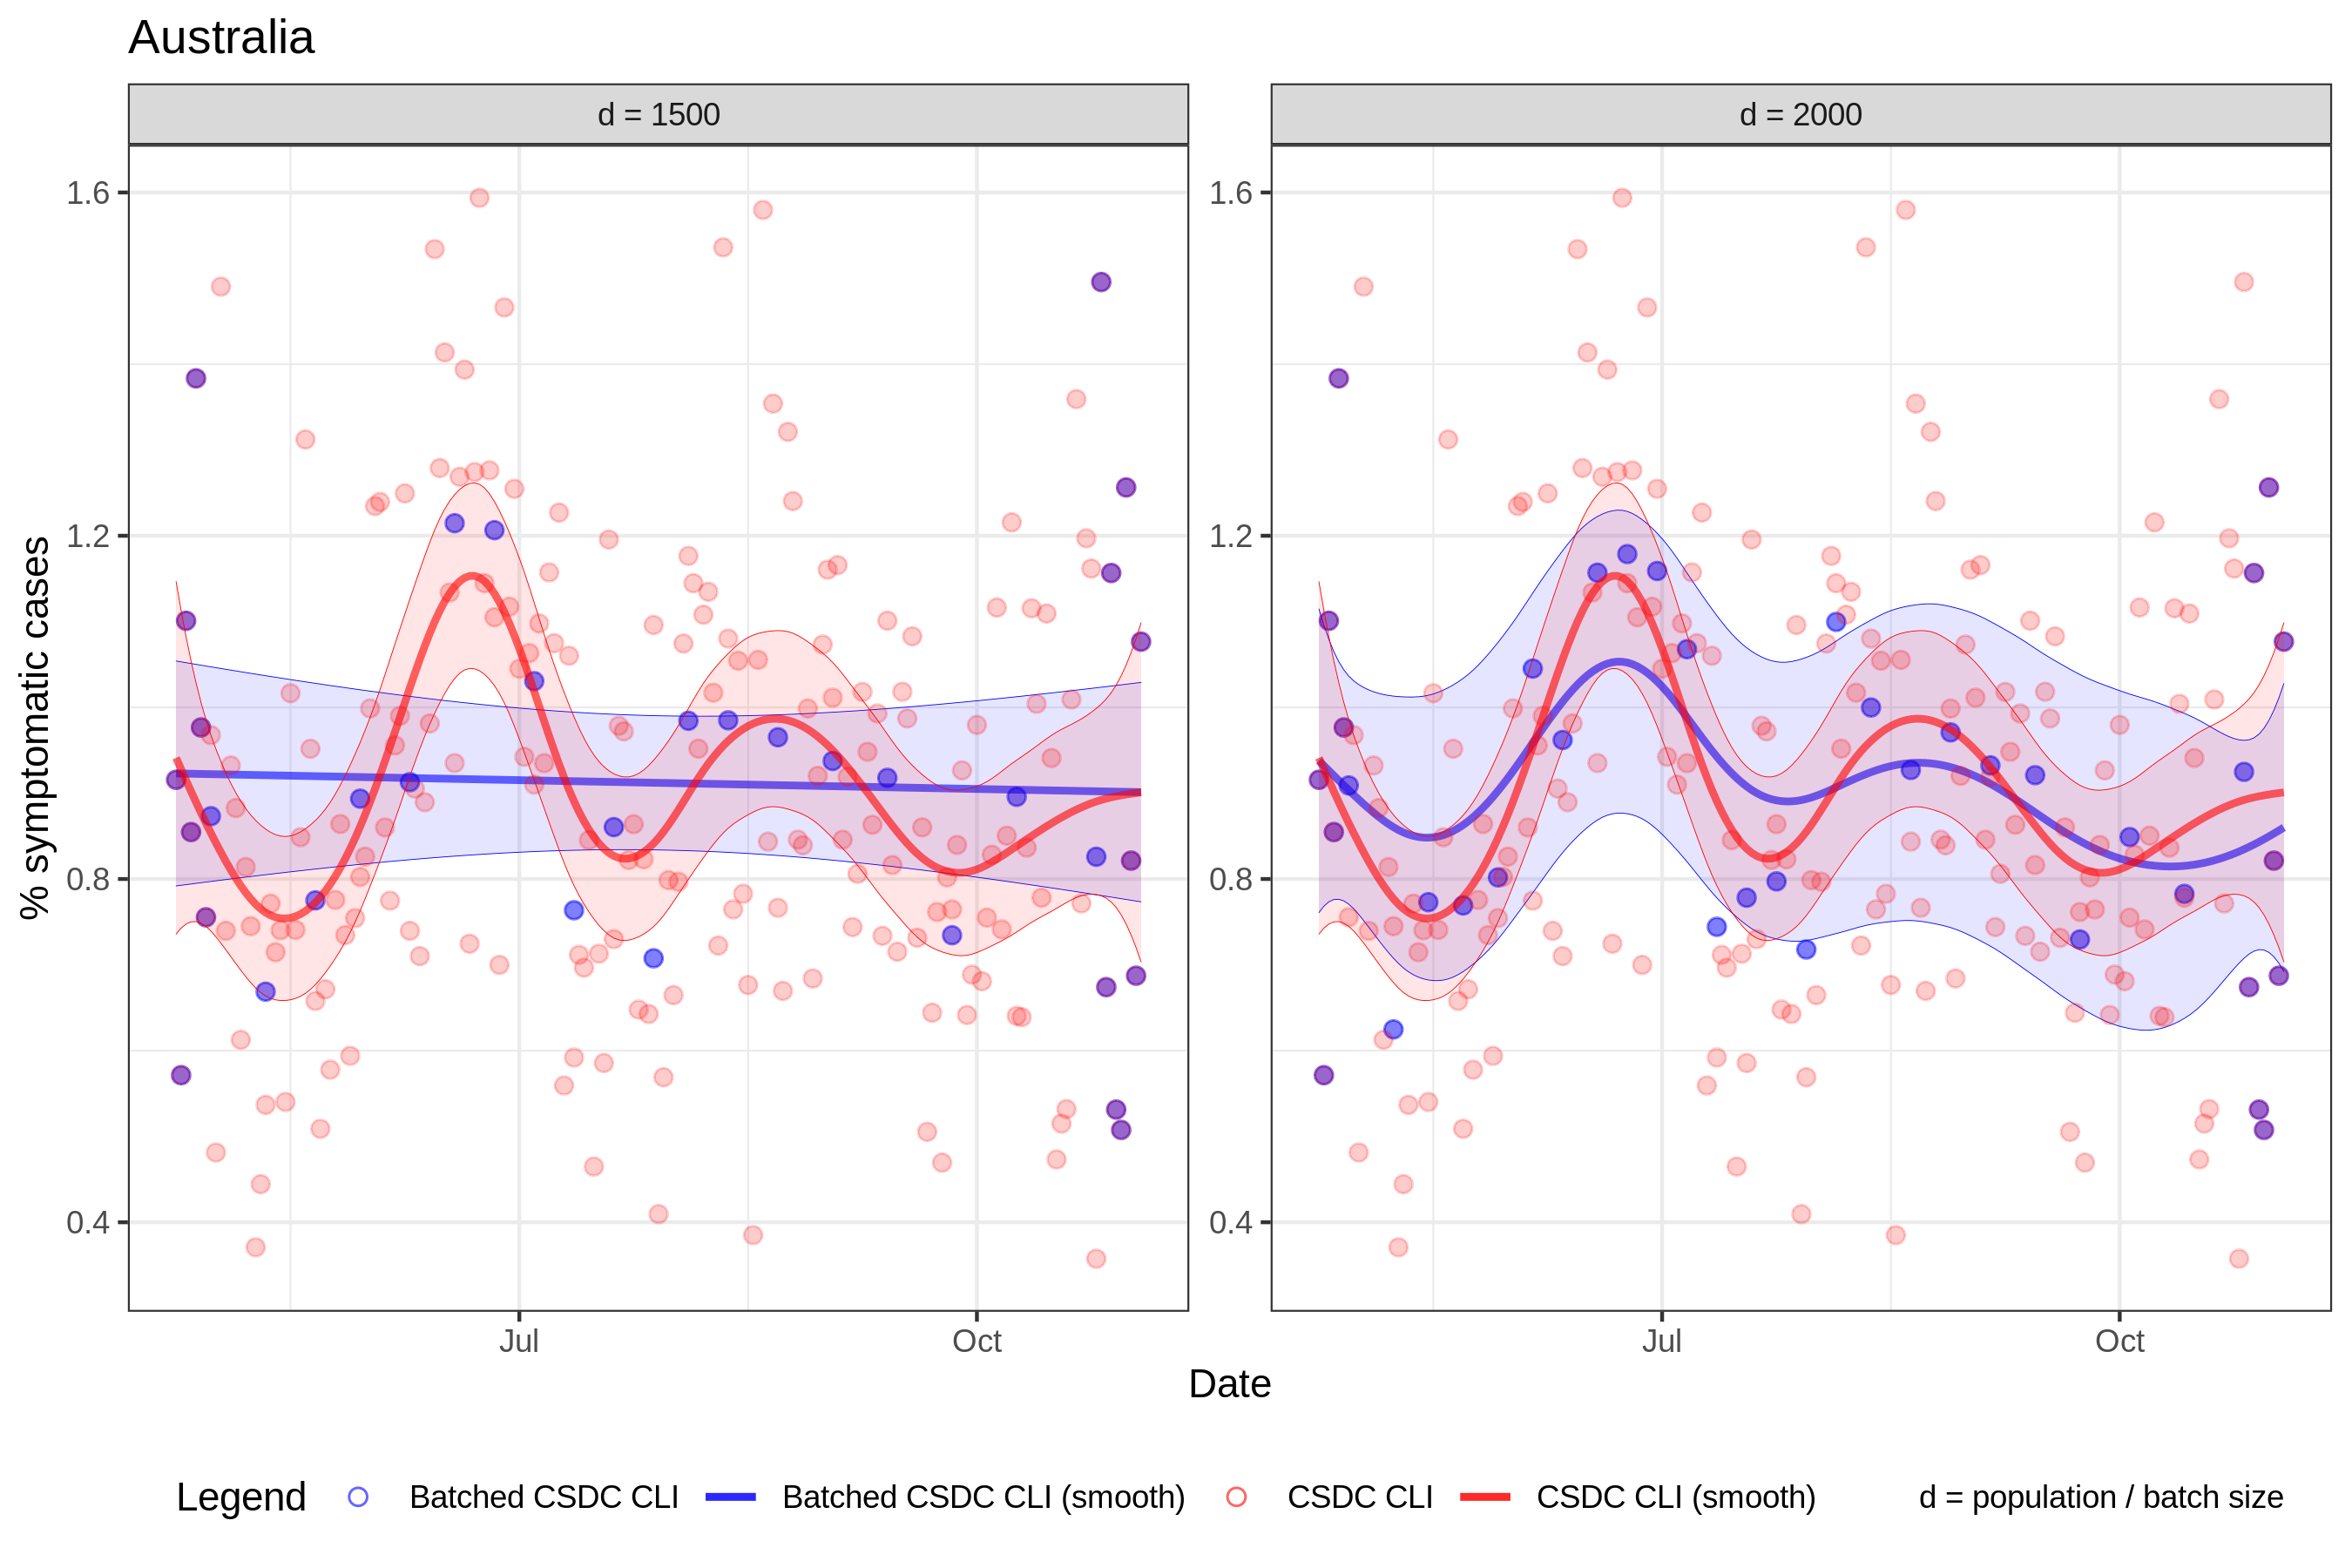 Australia
d = 1500
d = 2000
% symptomatic cases
1.6
1.2
0.8
0.4
1.6
1.2
0.8
0.4
Jul
Oct
Jul
Oct
Date
Legend
Batched CSDC CLI
Batched CSDC CLI (smooth)
CSDC CLI
CSDC CLI (smooth)
d = population / batch size